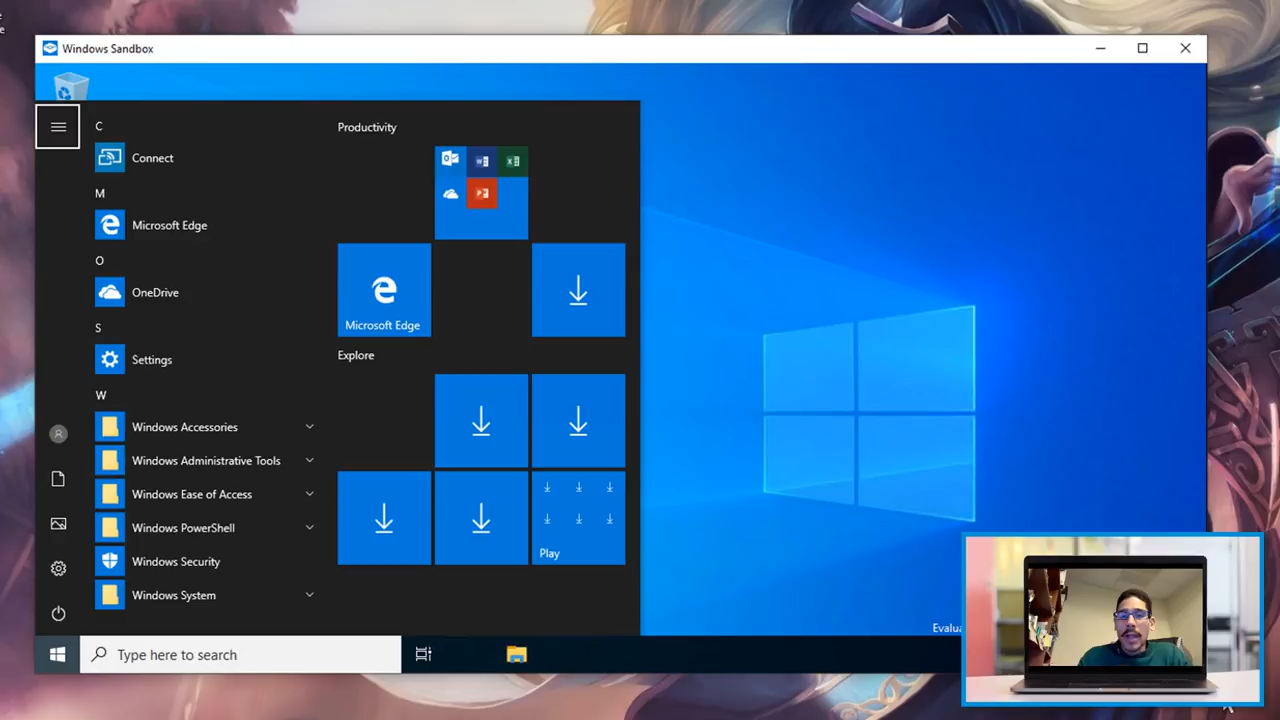 Windows Sandbox
C
Connect
M
Microsoft Edge
O
OneDrive
S
Settings
W
Windows Accessories
Windows Administrative Tools
Windows Ease of Access
Windows PowerShell
Windows Security
Windows System
Productivity
Microsoft Edge
Explore
Play
Type here to search